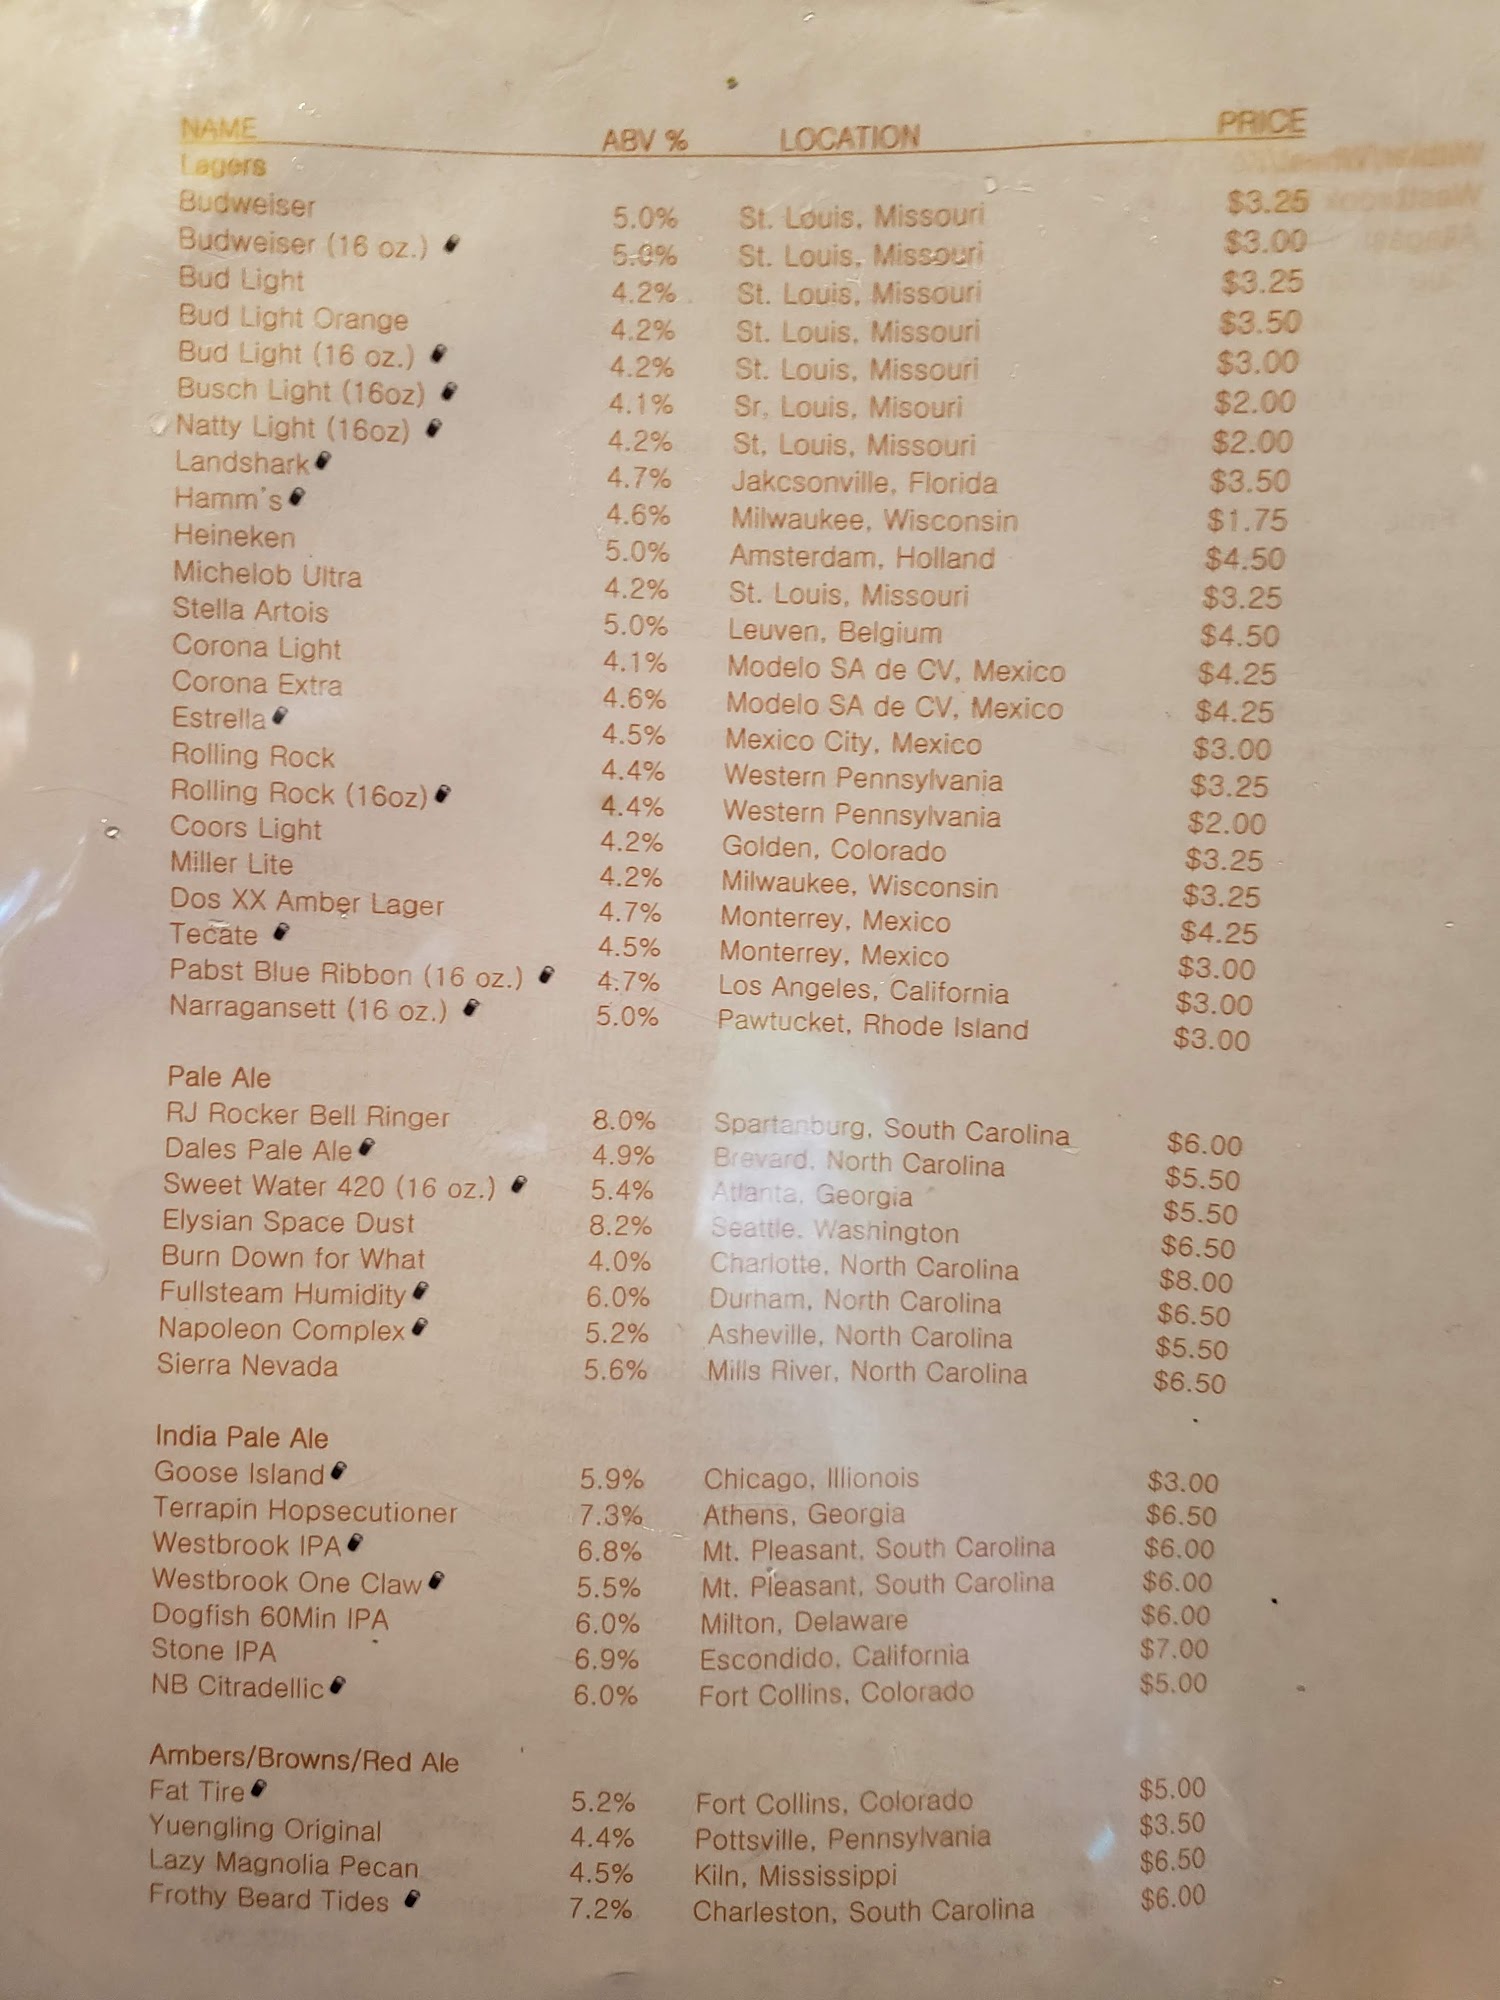 NAME ABV % LOCATION PRICE
Lagers
Budweiser 5.0% St. Louis, Missouri $3.25
Budweiser (16 oz.) 5.0% St. Louis, Missouri $3.00
Bud Light 4.2% St. Louis, Missouri $3.25
Bud Light Orange 4.2% St. Louis, Missouri $3.50
Bud Light (16 oz.) 4.2% St. Louis, Missouri $3.00
Busch Light (16oz) 4.1% Sr, Louis, Misouri $2.00
Natty Light (16oz) 4.2% St, Louis, Missouri $2.00
Landshark 4.7% Jakcsonville, Florida $3.50
Hamm's 4.6% Milwaukee, Wisconsin $1.75
Heineken 5.0% Amsterdam, Holland $4.50
Michelob Ultra 4.2% St. Louis, Missouri $3.25
Stella Artois 5.0% Leuven, Belgium $4.50
Corona Light 4.1% Modelo SA de CV, Mexico $4.25
Corona Extra 4.6% Modelo SA de CV, Mexico $4.25
Estrella 4.5% Mexico City, Mexico $3.00
Rolling Rock 4.4% Western Pennsylvania $3.25
Rolling Rock (16oz) 4.4% Western Pennsylvania $2.00
Coors Light 4.2% Golden, Colorado $3.25
Miller Lite 4.2% Milwaukee, Wisconsin $3.25
Dos XX Amber Lager 4.7% Monterrey, Mexico $4.25
Tecate 4.5% Monterrey, Mexico $3.00
Pabst Blue Ribbon (16 oz.) 4.7% Los Angeles, California $3.00
Narragansett (16 oz.) 5.0% Pawtucket, Rhode Island $3.00
Pale Ale
RJ Rocker Bell Ringer 8.0% Spartanburg, South Carolina $6.00
Dales Pale Ale 4.9% Brevard, North Carolina $5.50
Sweet Water 420 (16 oz.) 5.4% Atlanta, Georgia $5.50
Elysian Space Dust 8.2% Seattle, Washington $6.50
Burn Down for What 4.0% Charlotte, North Carolina $8.00
Fullsteam Humidity 6.0% Durham, North Carolina $6.50
Napoleon Complex 5.2% Asheville, North Carolina $5.50
Sierra Nevada 5.6% Mills River, North Carolina $6.50
India Pale Ale
Goose Island 5.9% Chicago, Illionois $3.00
Terrapin Hopsecutioner 7.3% Athens, Georgia $6.50
Westbrook IPA 6.8% Mt. Pleasant, South Carolina $6.00
Westbrook One Claw 5.5% Mt. Pleasant, South Carolina $6.00
Dogfish 60Min IPA 6.0% Milton, Delaware $6.00
Stone IPA 6.9% Escondido, California $7.00
NB Citradellic 6.0% Fort Collins, Colorado $5.00
Ambers/Browns/Red Ale
Fat Tire 5.2% Fort Collins, Colorado $5.00
Yuengling Original 4.4% Pottsville, Pennsylvania $3.50
Lazy Magnolia Pecan 4.5% Kiln, Mississippi $6.50
Frothy Beard Tides 7.2% Charleston, South Carolina $6.00